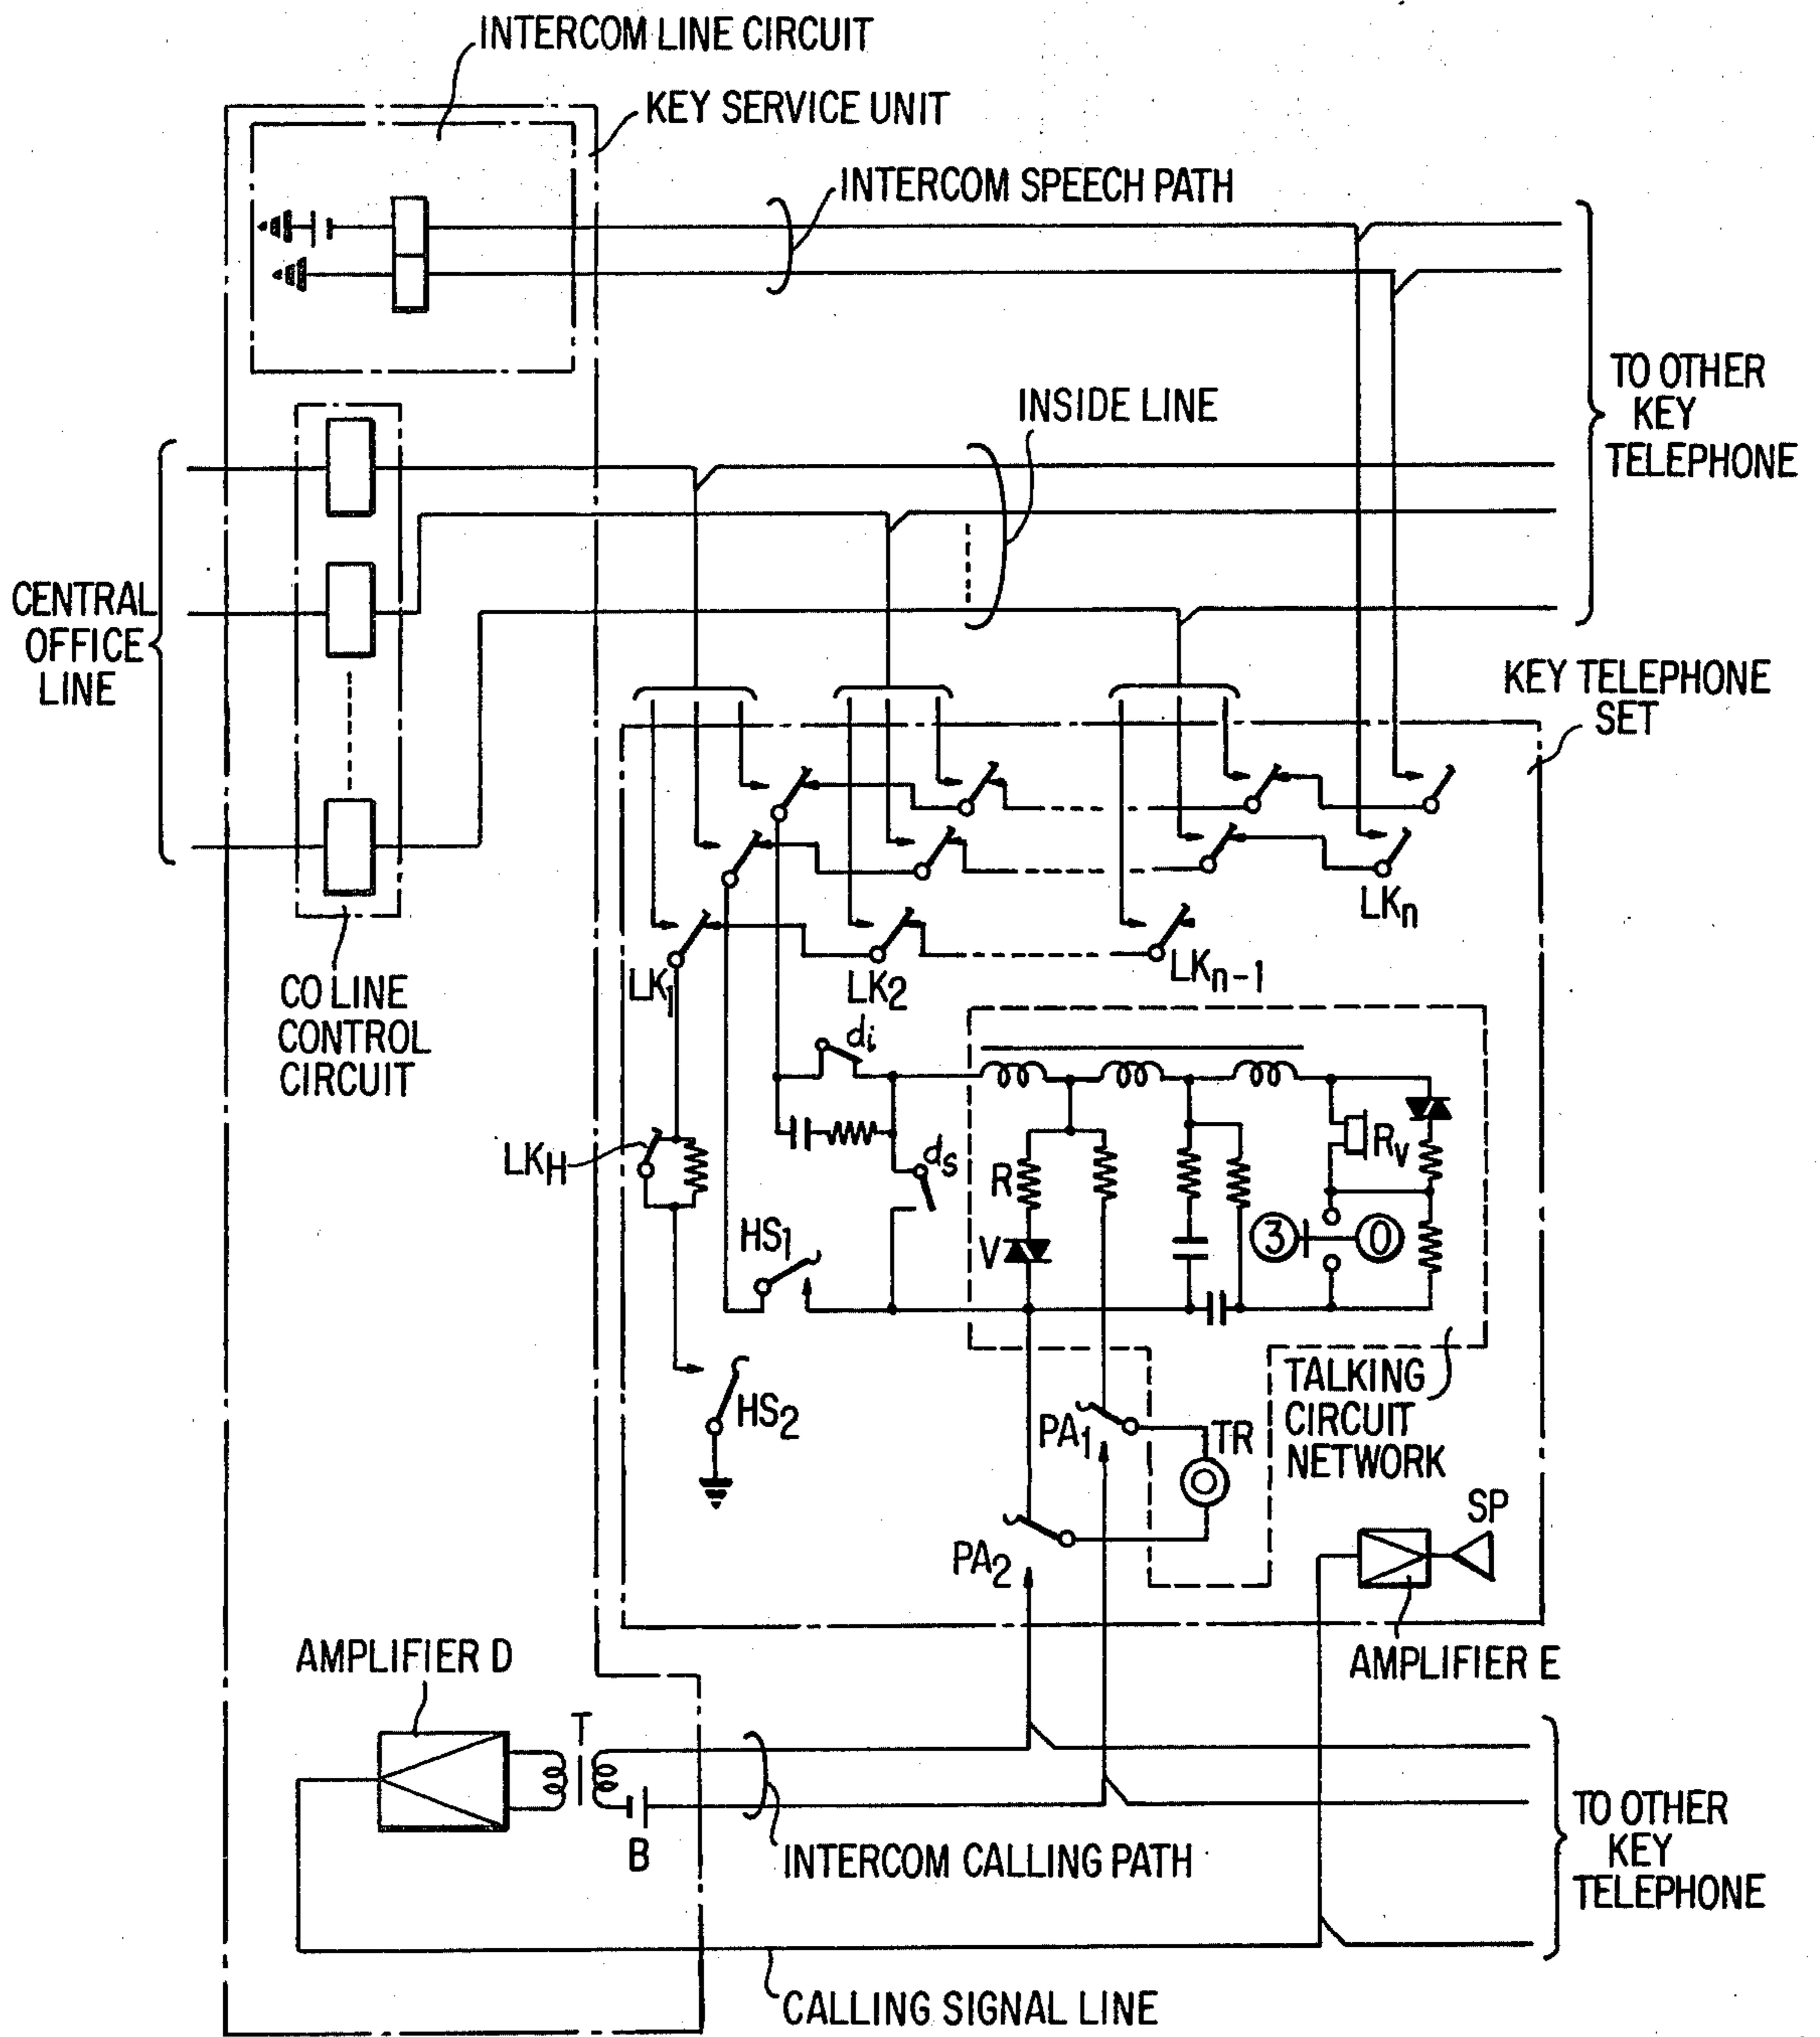 INTERCOM LINE CIRCUIT
KEY SERVICE UNIT
INTERCOM SPEECH PATH
TO OTHER
KEY
TELEPHONE
INSIDE LINE
CENTRAL
OFFICE
LINE
KEY TELEPHONE
SET
LKn
LK1
LK2
LKn-1
CO LINE
CONTROL
CIRCUIT
di
LKH
ds
R
RV
HS1
V
3
0
HS2
PA1
TR
TALKING
CIRCUIT
NETWORK
SP
PA2
AMPLIFIER D
AMPLIFIER E
T
B
INTERCOM CALLING PATH
TO OTHER
KEY
TELEPHONE
CALLING SIGNAL LINE